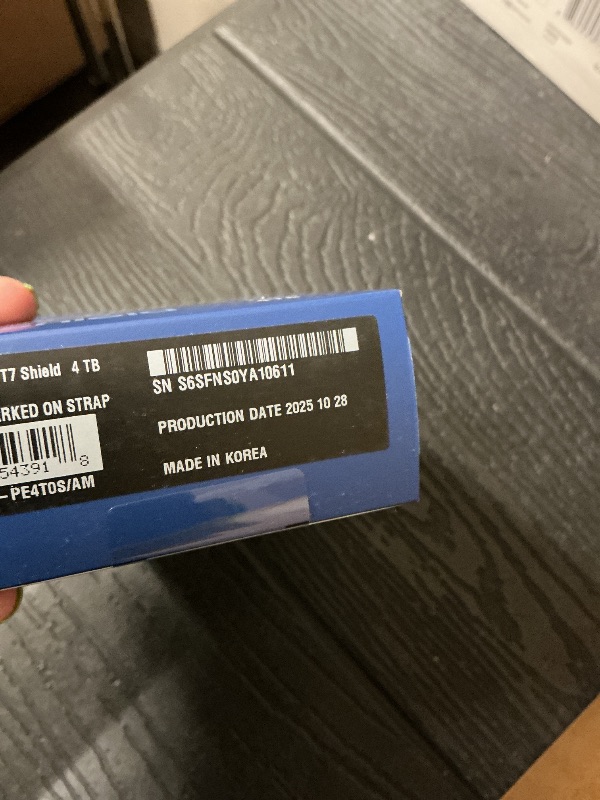 T7 Shield 4 TB
RKED ON STRAP
54391 8
-PE4T0S/AM
SN S6SFNS0YA10611
PRODUCTION DATE 2025 10 28
MADE IN KOREA